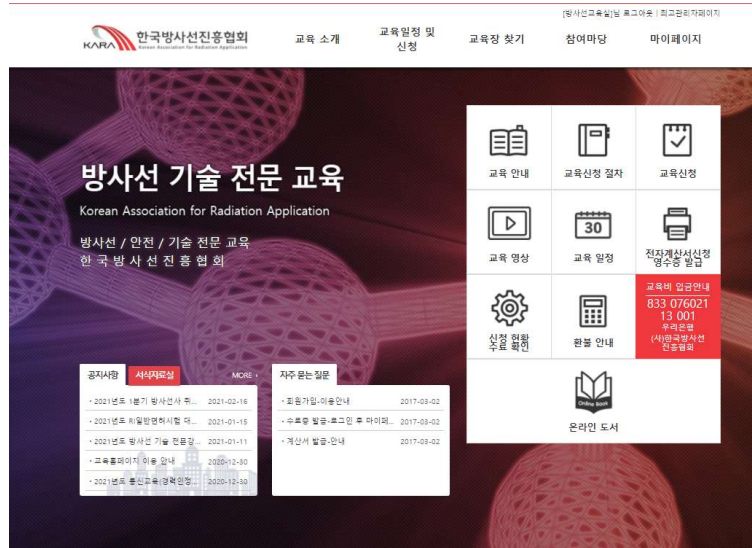 [방사선교육실]님 로그아웃 | 최고관리자페이지
KARA 한국방사선진흥협회
Korean Association for Radiation Application
교육 소개
교육일정 및
신청
교육장 찾기
참여마당
마이페이지
방사선 기술 전문 교육
Korean Association for Radiation Application
방사선 / 안전 / 기술 전문 교육
한 국 방 사 선 진 흥 협 회
교육 안내
교육신청 절차
교육신청
교육 영상
30
교육 일정
전자계산서신청
영수증 발급
신청 현황
수료 확인
환불 안내
교육비 입금안내
833 076021
13 001
우리은행
(사)한국방사선
진흥협회
Online Book
온라인 도서
공지사항 서식자료실 MORE ›
· 2021년도 1분기 방사선사 취... 2021-02-16
· 2021년도 RI일반면허시험 대... 2021-01-15
· 2021년도 방사선 기술 전문강... 2021-01-11
· 교육홈페이지 이용 안내 2020-12-30
· 2021년도 통신교육(경력인정... 2020-12-30
자주 묻는 질문
· 회원가입-이용안내 2017-03-02
· 수료증 발급-로그인 후 마이페... 2017-03-02
· 계산서 발급-안내 2017-03-02